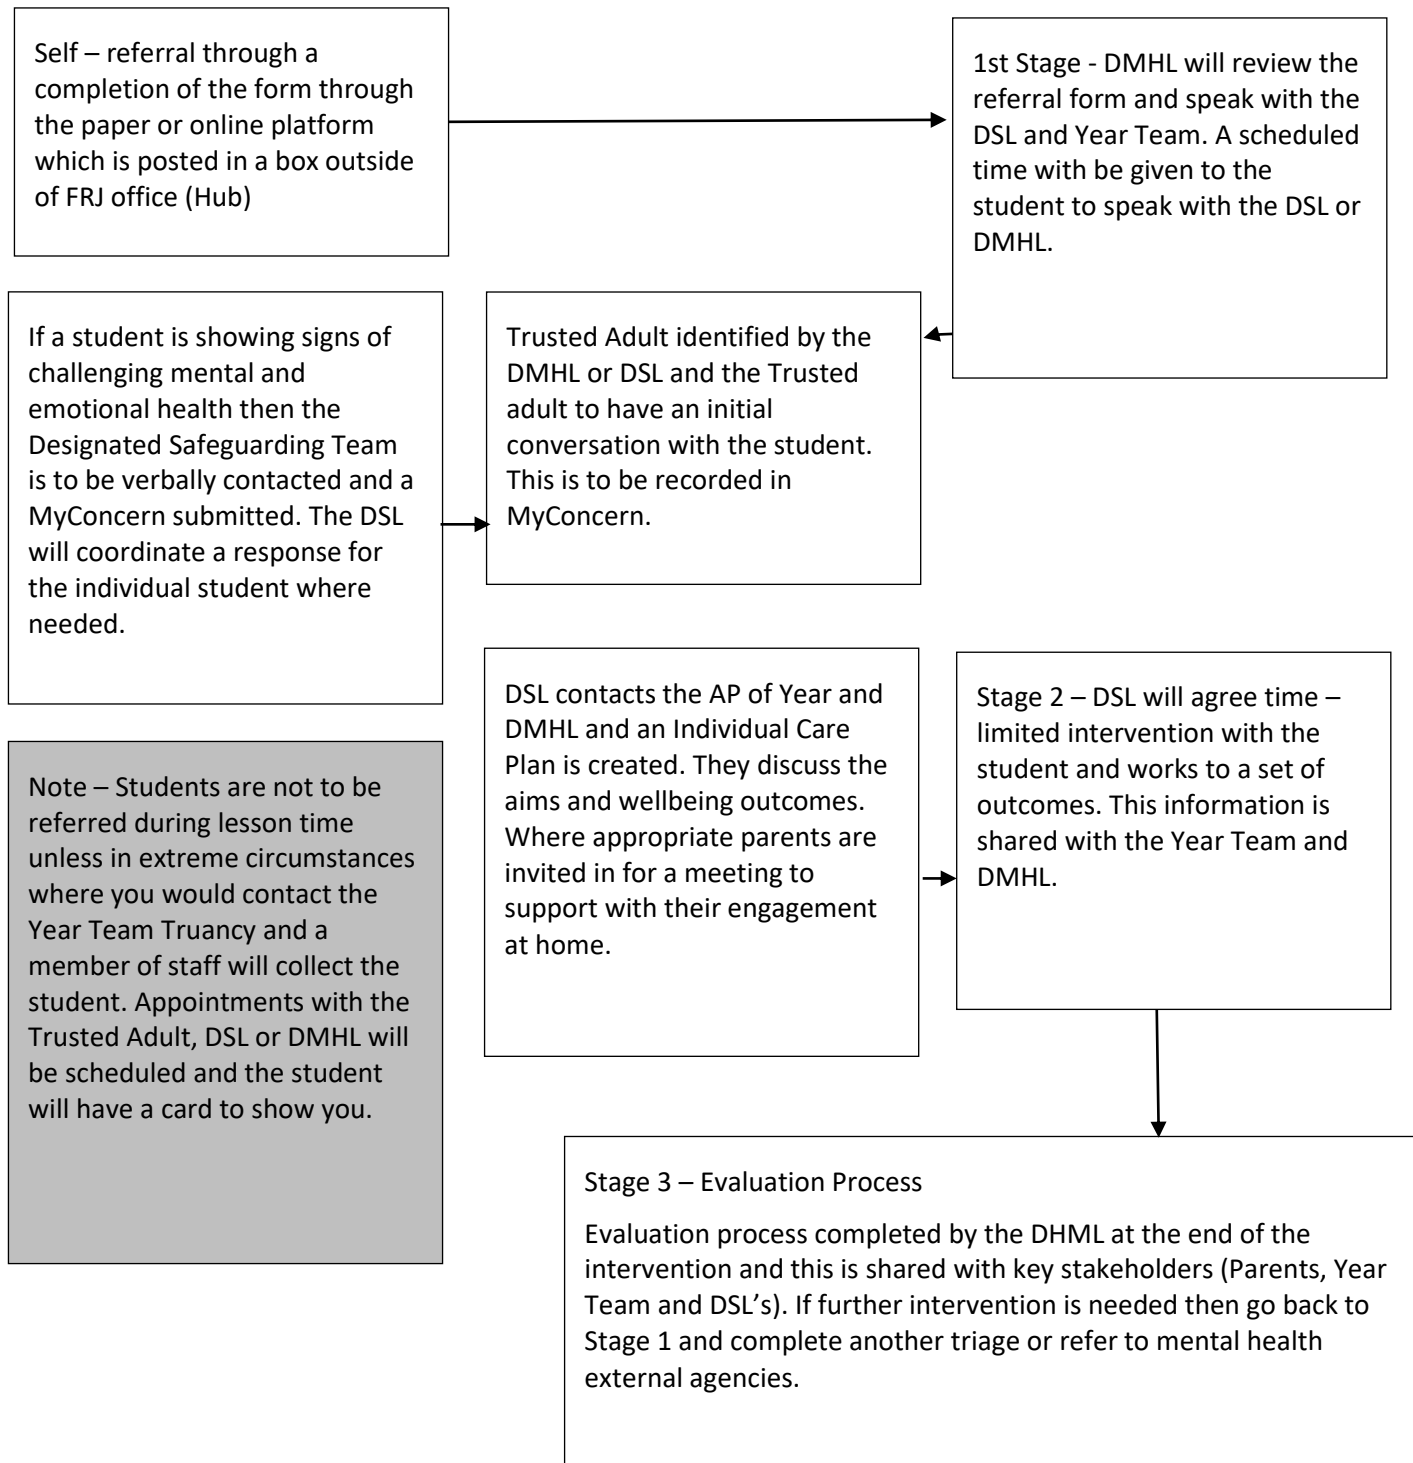 Self – referral through a
completion of the form through
the paper or online platform
which is posted in a box outside
of FRJ office (Hub)
1st Stage - DMHL will review the
referral form and speak with the
DSL and Year Team. A scheduled
time with be given to the
student to speak with the DSL or
DMHL.
If a student is showing signs of
challenging mental and
emotional health then the
Designated Safeguarding Team
is to be verbally contacted and a
MyConcern submitted. The DSL
will coordinate a response for
the individual student where
needed.
Trusted Adult identified by the
DMHL or DSL and the Trusted
adult to have an initial
conversation with the student.
This is to be recorded in
MyConcern.
DSL contacts the AP of Year and
DMHL and an Individual Care
Plan is created. They discuss the
aims and wellbeing outcomes.
Where appropriate parents are
invited in for a meeting to
support with their engagement
at home.
Stage 2 – DSL will agree time –
limited intervention with the
student and works to a set of
outcomes. This information is
shared with the Year Team and
DMHL.
Note – Students are not to be
referred during lesson time
unless in extreme circumstances
where you would contact the
Year Team Truancy and a
member of staff will collect the
student. Appointments with the
Trusted Adult, DSL or DMHL will
be scheduled and the student
will have a card to show you.
Stage 3 – Evaluation Process
Evaluation process completed by the DHML at the end of the
intervention and this is shared with key stakeholders (Parents, Year
Team and DSL’s). If further intervention is needed then go back to
Stage 1 and complete another triage or refer to mental health
external agencies.